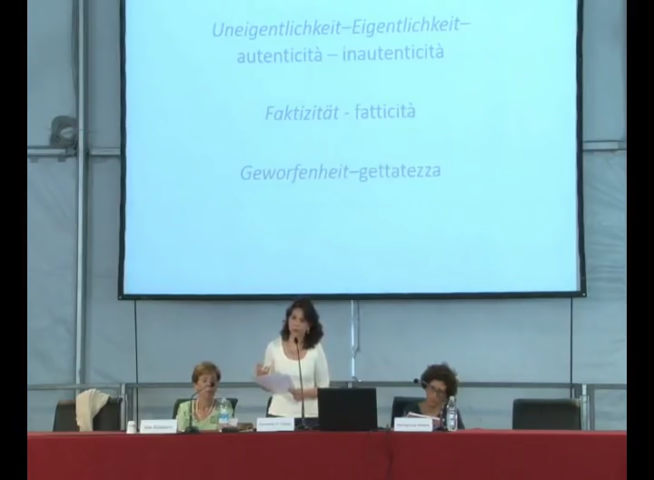 Uneigentlichkeit–Eigentlichkeit–
autenticità – inautenticità
Faktizität - fatticità
Geworfenheit–gettatezza